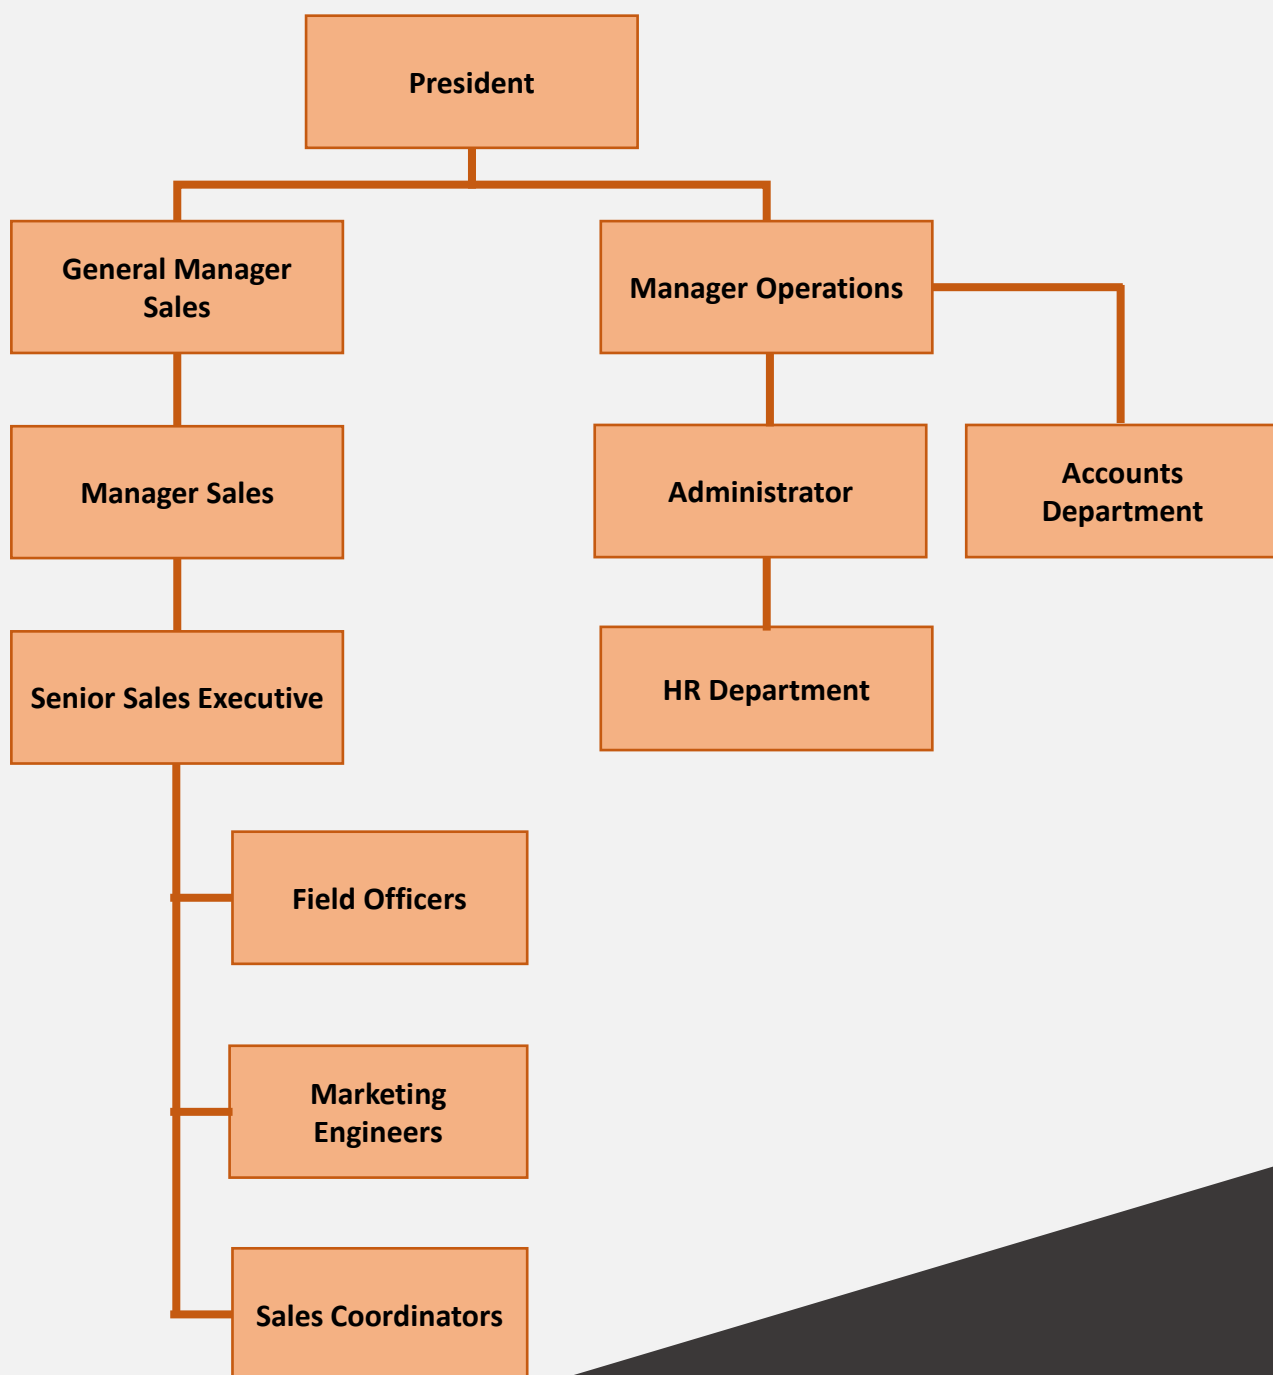 President
General Manager
Sales
Manager Operations
Manager Sales
Administrator
Accounts
Department
Senior Sales Executive
HR Department
Field Officers
Marketing
Engineers
Sales Coordinators